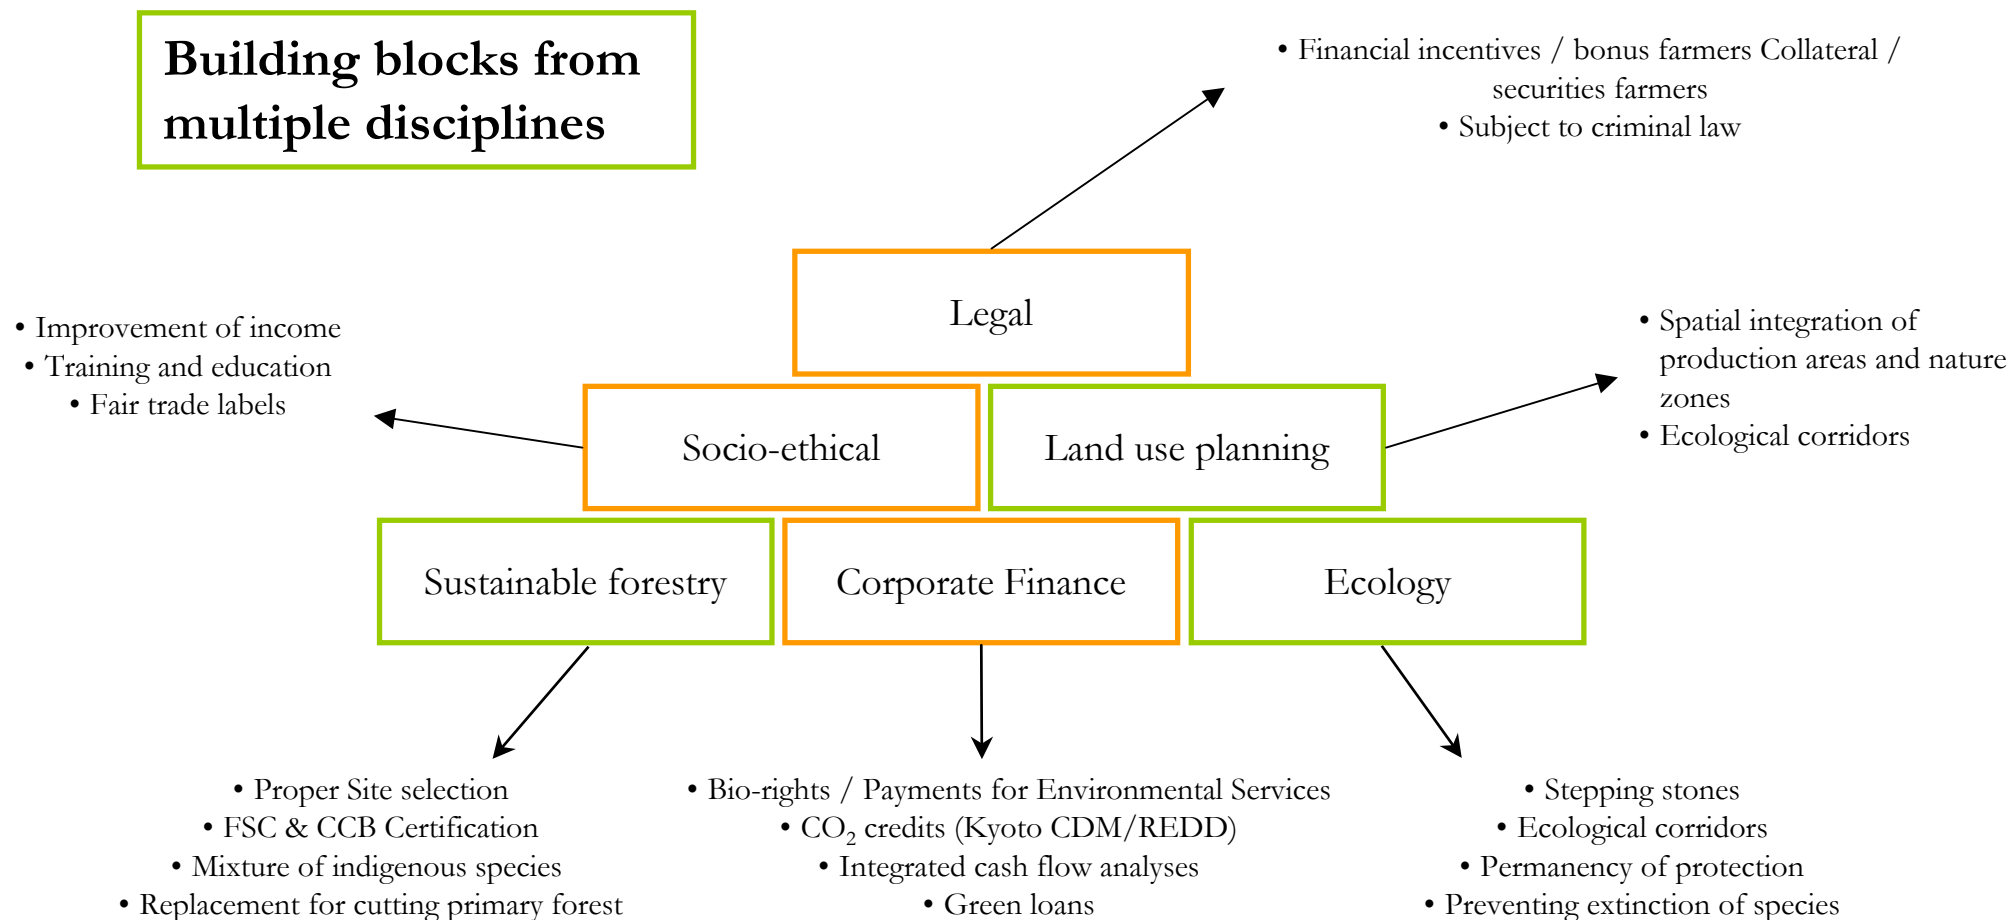 Building blocks from
multiple disciplines
• Financial incentives / bonus farmers Collateral /
securities farmers
• Subject to criminal law
Legal
• Improvement of income
• Training and education
• Fair trade labels
• Spatial integration of
production areas and nature
zones
• Ecological corridors
Socio-ethical
Land use planning
Sustainable forestry
Corporate Finance
Ecology
• Proper Site selection
• FSC & CCB Certification
• Mixture of indigenous species
• Replacement for cutting primary forest
• Bio-rights / Payments for Environmental Services
• CO₂ credits (Kyoto CDM/REDD)
• Integrated cash flow analyses
• Green loans
• Stepping stones
• Ecological corridors
• Permanency of protection
• Preventing extinction of species